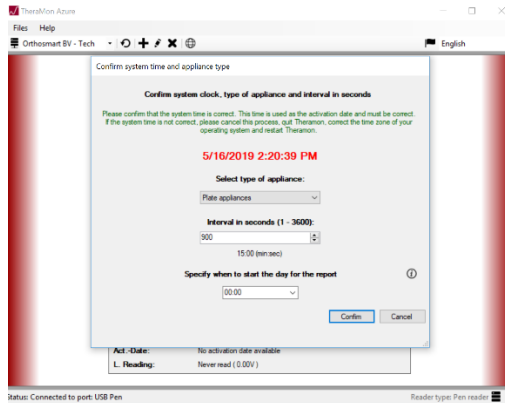 TheraMon Azure
Files Help
Orthosmart BV - Tech
English
Confirm system time and appliance type
Confirm system clock, type of appliance and interval in seconds
Please confirm that the system time is correct. This time is used as the activation date and must be correct.
If the system time is not correct, please cancel this process, quit Theramon, correct the time zone of your
operating system and restart Theramon.
5/16/2019 2:20:39 PM
Select type of appliance:
Plate appliances
Interval in seconds (1 - 3600):
900
15:00 (min:sec)
Specify when to start the day for the report
00:00
Confirm Cancel
Act.-Date: No activation date available
L. Reading: Never read ( 0.00V )
Status: Connected to port: USB Pen Reader type: Pen reader